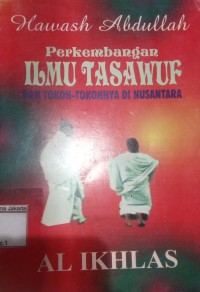 Hawash Abdullah
Perkembangan
ILMU TASAWUF
DAN TOKOH-TOKOHNYA DI NUSANTARA
AL IKHLAS